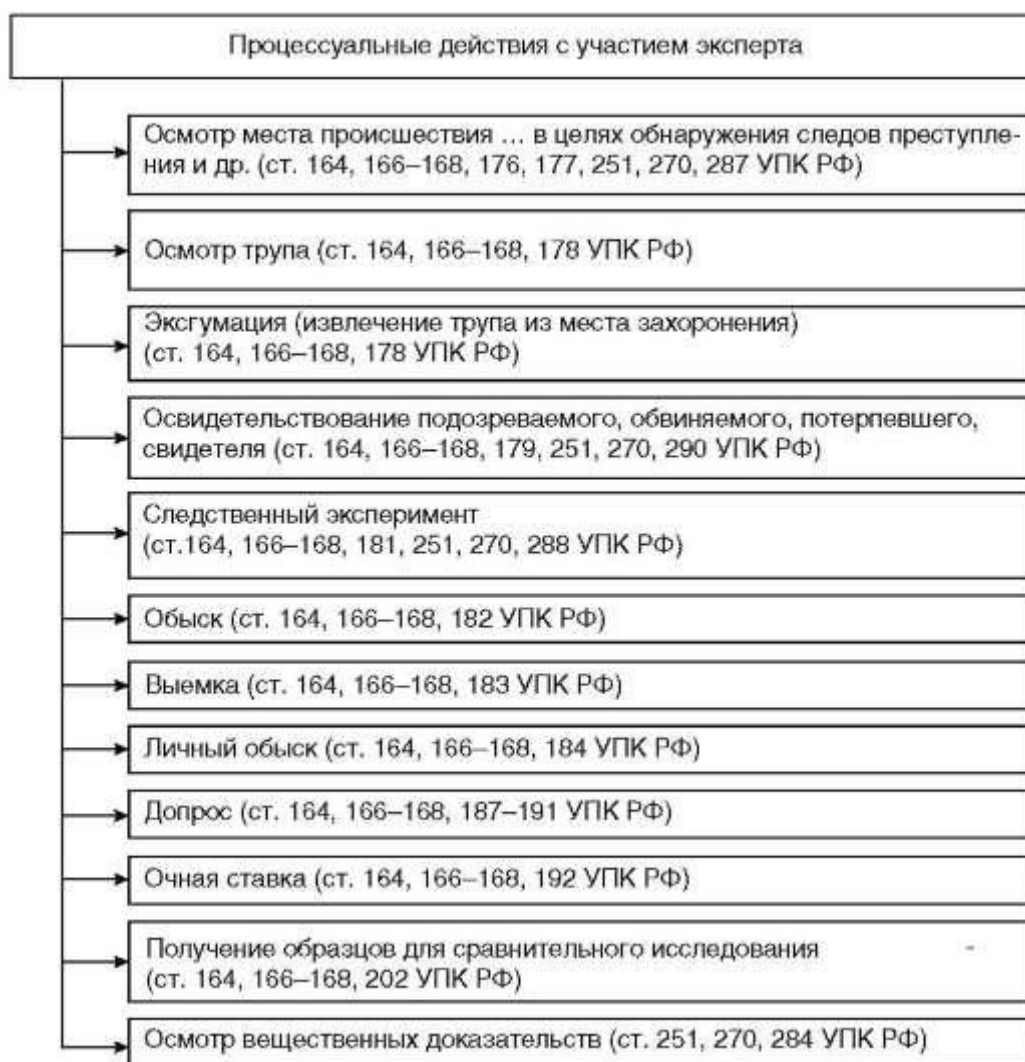 Процессуальные действия с участием эксперта
Осмотр места происшествия ... в целях обнаружения следов преступле-
ния и др. (ст. 164, 166–168, 176, 177, 251, 270, 287 УПК РФ)
Осмотр трупа (ст. 164, 166–168, 178 УПК РФ)
Эксгумация (извлечение трупа из места захоронения)
(ст. 164, 166–168, 178 УПК РФ)
Освидетельствование подозреваемого, обвиняемого, потерпевшего,
свидетеля (ст. 164, 166–168, 179, 251, 270, 290 УПК РФ)
Следственный эксперимент
(ст.164, 166–168, 181, 251, 270, 288 УПК РФ)
Обыск (ст. 164, 166–168, 182 УПК РФ)
Выемка (ст. 164, 166–168, 183 УПК РФ)
Личный обыск (ст. 164, 166–168, 184 УПК РФ)
Допрос (ст. 164, 166–168, 187–191 УПК РФ)
Очная ставка (ст. 164, 166–168, 192 УПК РФ)
Получение образцов для сравнительного исследования
(ст. 164, 166–168, 202 УПК РФ)
Осмотр вещественных доказательств (ст. 251, 270, 284 УПК РФ)